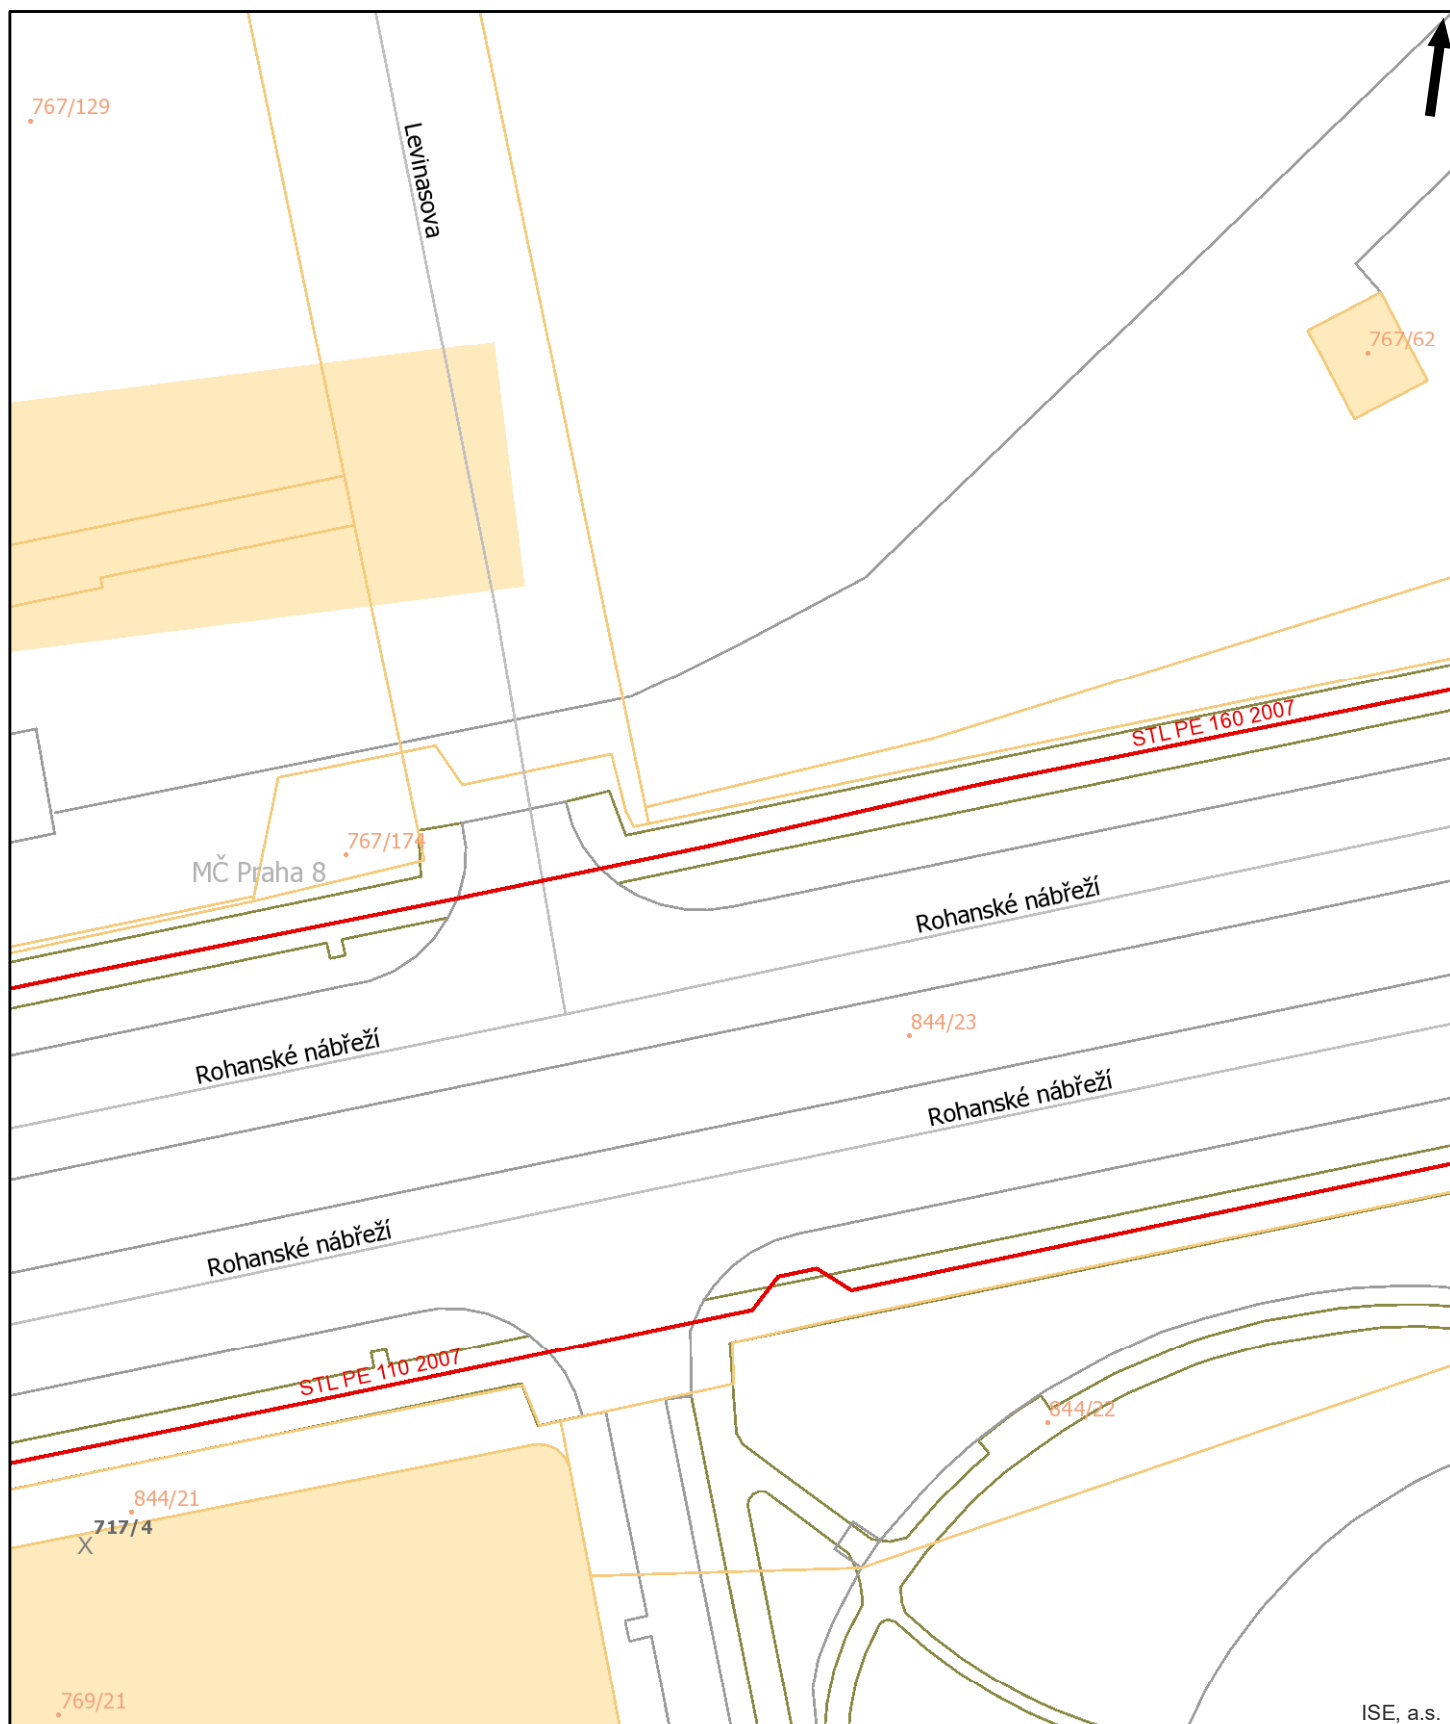 767/129
Levinasova
767/62
STL PE 160 2007
767/174
MČ Praha 8
Rohanské nábřeží
844/23
Rohanské nábřeží
Rohanské nábřeží
Rohanské nábřeží
STL PE 110 2007
844/22
844/21
717/4
X
769/21
ISE, a.s.